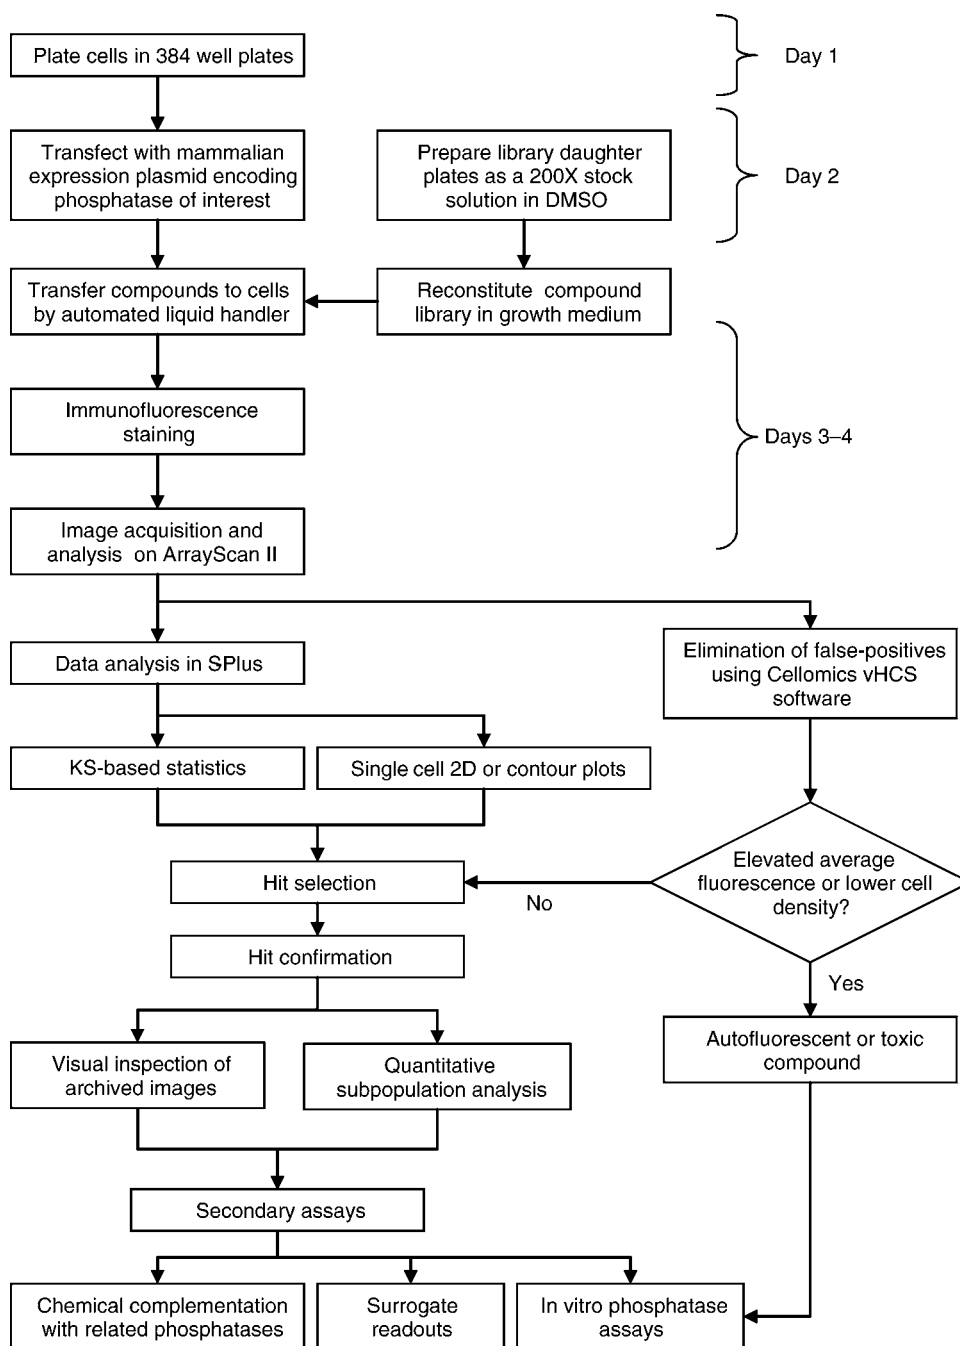 Plate cells in 384 well plates
Day 1
Transfect with mammalian
expression plasmid encoding
phosphatase of interest
Prepare library daughter
plates as a 200X stock
solution in DMSO
Day 2
Transfer compounds to cells
by automated liquid handler
Reconstitute compound
library in growth medium
Immunofluorescence
staining
Days 3–4
Image acquisition and
analysis on ArrayScan II
Data analysis in SPlus
Elimination of false-positives
using Cellomics vHCS
software
KS-based statistics
Single cell 2D or contour plots
Elevated average
fluorescence or lower cell
density?
Hit selection
No
Hit confirmation
Yes
Visual inspection of
archived images
Quantitative
subpopulation analysis
Autofluorescent or toxic
compound
Secondary assays
Chemical complementation
with related phosphatases
Surrogate
readouts
In vitro phosphatase
assays